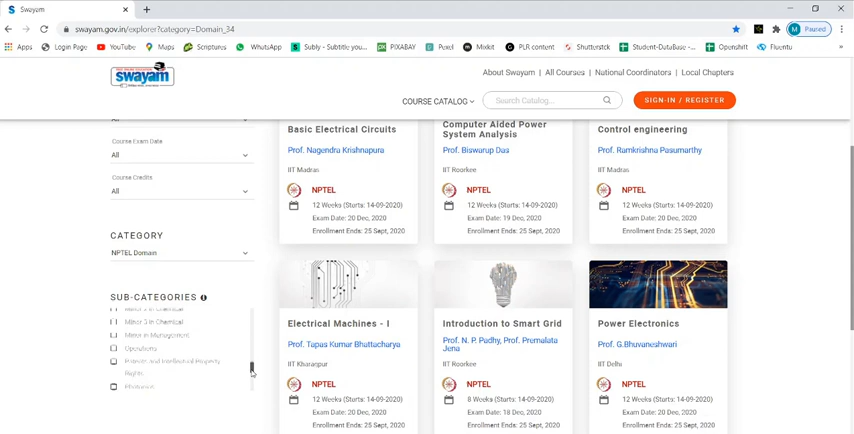 Swayam
swayam.gov.in/explorer?category=Domain_34
Paused
Apps
Login Page
YouTube
Maps
Scriptures
WhatsApp
Subly - Subtitle your...
PIXABAY
Pexel
Mixkit
PLR content
Shutterstck
Student-DataBase-...
Openshift
Fluentu
swayam
About Swayam | All Courses | National Coordinators | Local Chapters
COURSE CATALOG
Search Catalog...
SIGN-IN / REGISTER
All
Course Exam Date
All
Course Credits
All
CATEGORY
NPTEL Domain
SUB-CATEGORIES
Minor 3 in Chemical
Minor in Management
Operations
Patents and Intellectual Property
Rights
Photonics
Basic Electrical Circuits
Prof. Nagendra Krishnapura
IIT Madras
NPTEL
12 Weeks (Starts: 14-09-2020)
Exam Date: 20 Dec, 2020
Enrollment Ends: 25 Sept, 2020
Computer Aided Power
System Analysis
Prof. Biswarup Das
IIT Roorkee
NPTEL
12 Weeks (Starts: 14-09-2020)
Exam Date: 19 Dec, 2020
Enrollment Ends: 25 Sept, 2020
Control engineering
Prof. Ramkrishna Pasumarthy
IIT Madras
NPTEL
12 Weeks (Starts: 14-09-2020)
Exam Date: 20 Dec, 2020
Enrollment Ends: 25 Sept, 2020
Electrical Machines - I
Prof. Tapas Kumar Bhattacharya
IIT Kharagpur
NPTEL
12 Weeks (Starts: 14-09-2020)
Exam Date: 20 Dec, 2020
Enrollment Ends: 25 Sept, 2020
Introduction to Smart Grid
Prof. N. P. Padhy, Prof. Premalata
Jena
IIT Roorkee
NPTEL
8 Weeks (Starts: 14-09-2020)
Exam Date: 18 Dec, 2020
Enrollment Ends: 25 Sept, 2020
Power Electronics
Prof. G.Bhuvaneshwari
IIT Delhi
NPTEL
12 Weeks (Starts: 14-09-2020)
Exam Date: 20 Dec, 2020
Enrollment Ends: 25 Sept, 2020